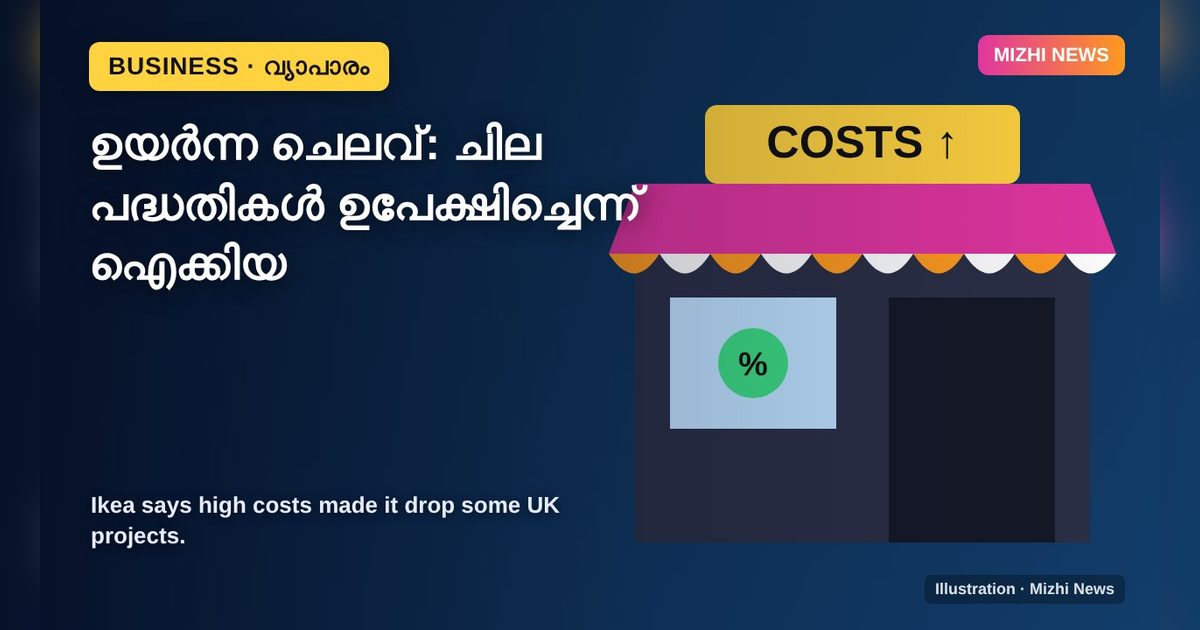 BUSINESS · വ്യാപാരം
MIZHI NEWS
ഉയർന്ന ചെലവ്: ചില
പദ്ധതികൾ ഉപേക്ഷിച്ചെന്ന്
ഐക്കിയ
COSTS ↑
%
Ikea says high costs made it drop some UK
projects.
Illustration · Mizhi News